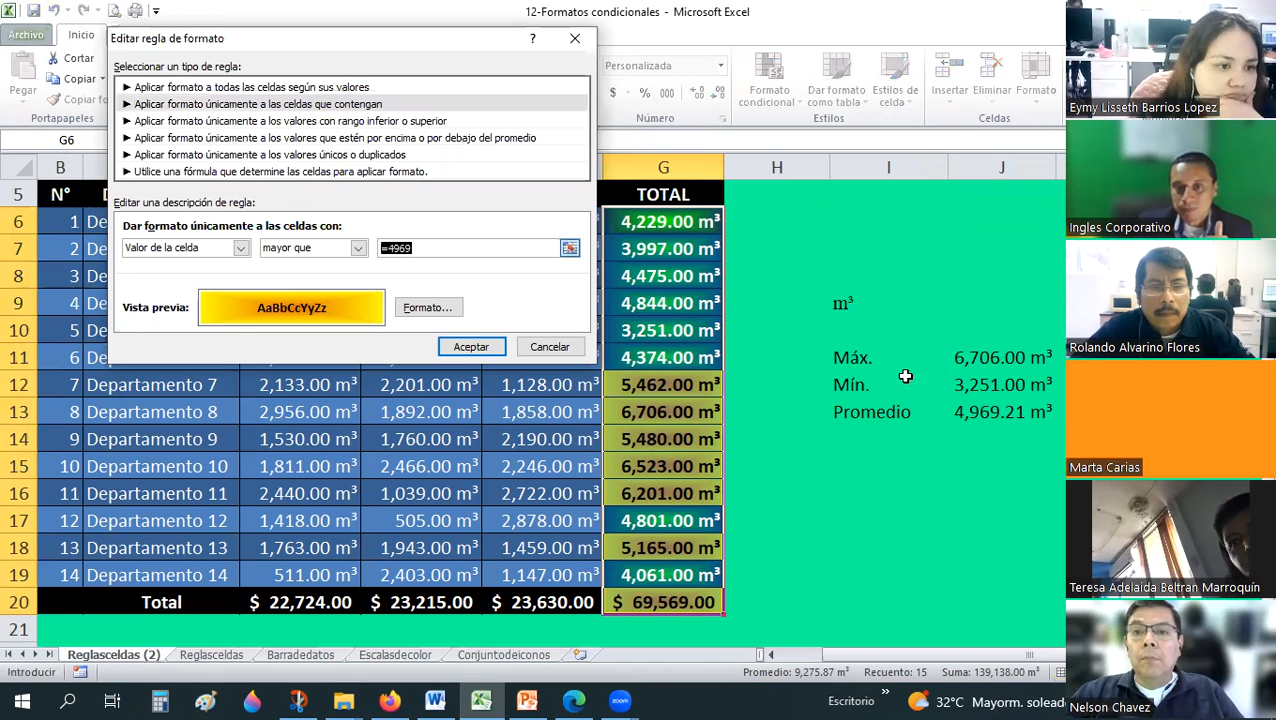 12-Formatos condicionales - Microsoft Excel
Archivo
Inicio
Cortar
Copiar
Copiar
Pegar
Portapapeles
Editar regla de formato
?
Seleccionar un tipo de regla:
► Aplicar formato a todas las celdas según sus valores
► Aplicar formato únicamente a las celdas que contengan
► Aplicar formato únicamente a los valores con rango inferior o superior
► Aplicar formato únicamente a los valores que estén por encima o por debajo del promedio
► Aplicar formato únicamente a los valores únicos o duplicados
► Utilice una fórmula que determine las celdas para aplicar formato.
Editar una descripción de regla:
Dar formato únicamente a las celdas con:
Valor de la celda mayor que =4969
Vista previa: AaBbCcYyZz Formato...
Aceptar Cancelar
Personalizada
$ % 000
Número
Formato condicional
Dar formato como tabla
Estilos de celda
Estilos
Insertar Eliminar Formato
Celdas
G6
B G H I J
5 N° TOTAL
6 1 4,229.00 m³
7 2 3,997.00 m³
8 3 4,475.00 m³
9 4 4,844.00 m³ m³
10 5 3,251.00 m³
11 6 4,374.00 m³ Máx. 6,706.00 m³
12 7 Departamento 7 2,133.00 m³ 2,201.00 m³ 1,128.00 m³ 5,462.00 m³ Mín. 3,251.00 m³
13 8 Departamento 8 2,956.00 m³ 1,892.00 m³ 1,858.00 m³ 6,706.00 m³ Promedio 4,969.21 m³
14 9 Departamento 9 1,530.00 m³ 1,760.00 m³ 2,190.00 m³ 5,480.00 m³
15 10 Departamento 10 1,811.00 m³ 2,466.00 m³ 2,246.00 m³ 6,523.00 m³
16 11 Departamento 11 2,440.00 m³ 1,039.00 m³ 2,722.00 m³ 6,201.00 m³
17 12 Departamento 12 1,418.00 m³ 505.00 m³ 2,878.00 m³ 4,801.00 m³
18 13 Departamento 13 1,763.00 m³ 1,943.00 m³ 1,459.00 m³ 5,165.00 m³
19 14 Departamento 14 511.00 m³ 2,403.00 m³ 1,147.00 m³ 4,061.00 m³
20 Total $ 22,724.00 $ 23,215.00 $ 23,630.00 $ 69,569.00
21
Reglasceldas (2) Reglasceldas Barradedatos Escalasdecolor Conjuntodeiconos
Introducir Promedio: 9,275.87 m³ Recuento: 15 Suma: 139,138.00 m³
Escritorio » 32°C Mayorm. soleado
zoom
Eymy Lisseth Barrios Lopez
Ingles Corporativo
Rolando Alvarino Flores
Marta Carias
Teresa Adelaida Beltran Marroquín
Nelson Chavez